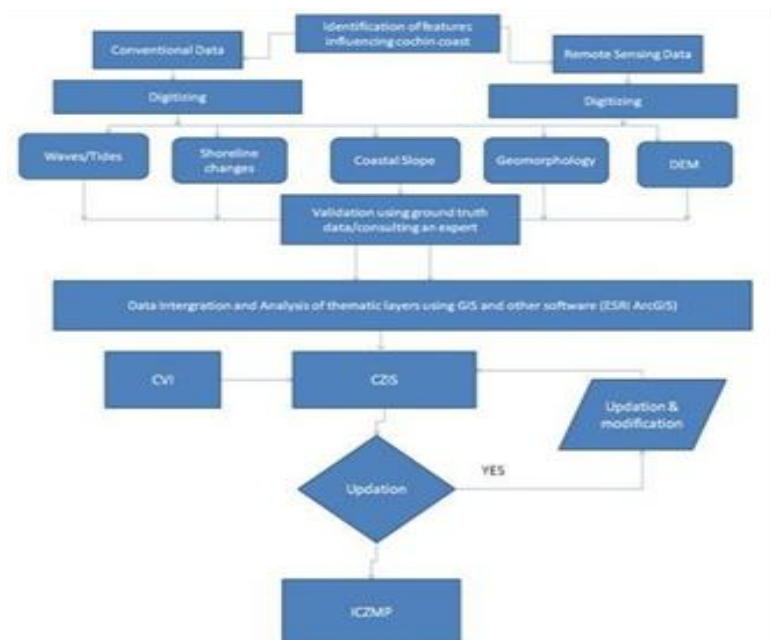 Identification of features
influencing cochin coast
Conventional Data
Remote Sensing Data
Digitizing
Digitizing
Waves/Tides
Shoreline
changes
Coastal Slope
Geomorphology
DEM
Validation using ground truth
data/consulting an expert
Data Intergration and Analysis of thematic layers using GIS and other software (ESRI ArcGIS)
CVI
CZIS
Updation &
modification
Updation
YES
ICZMP